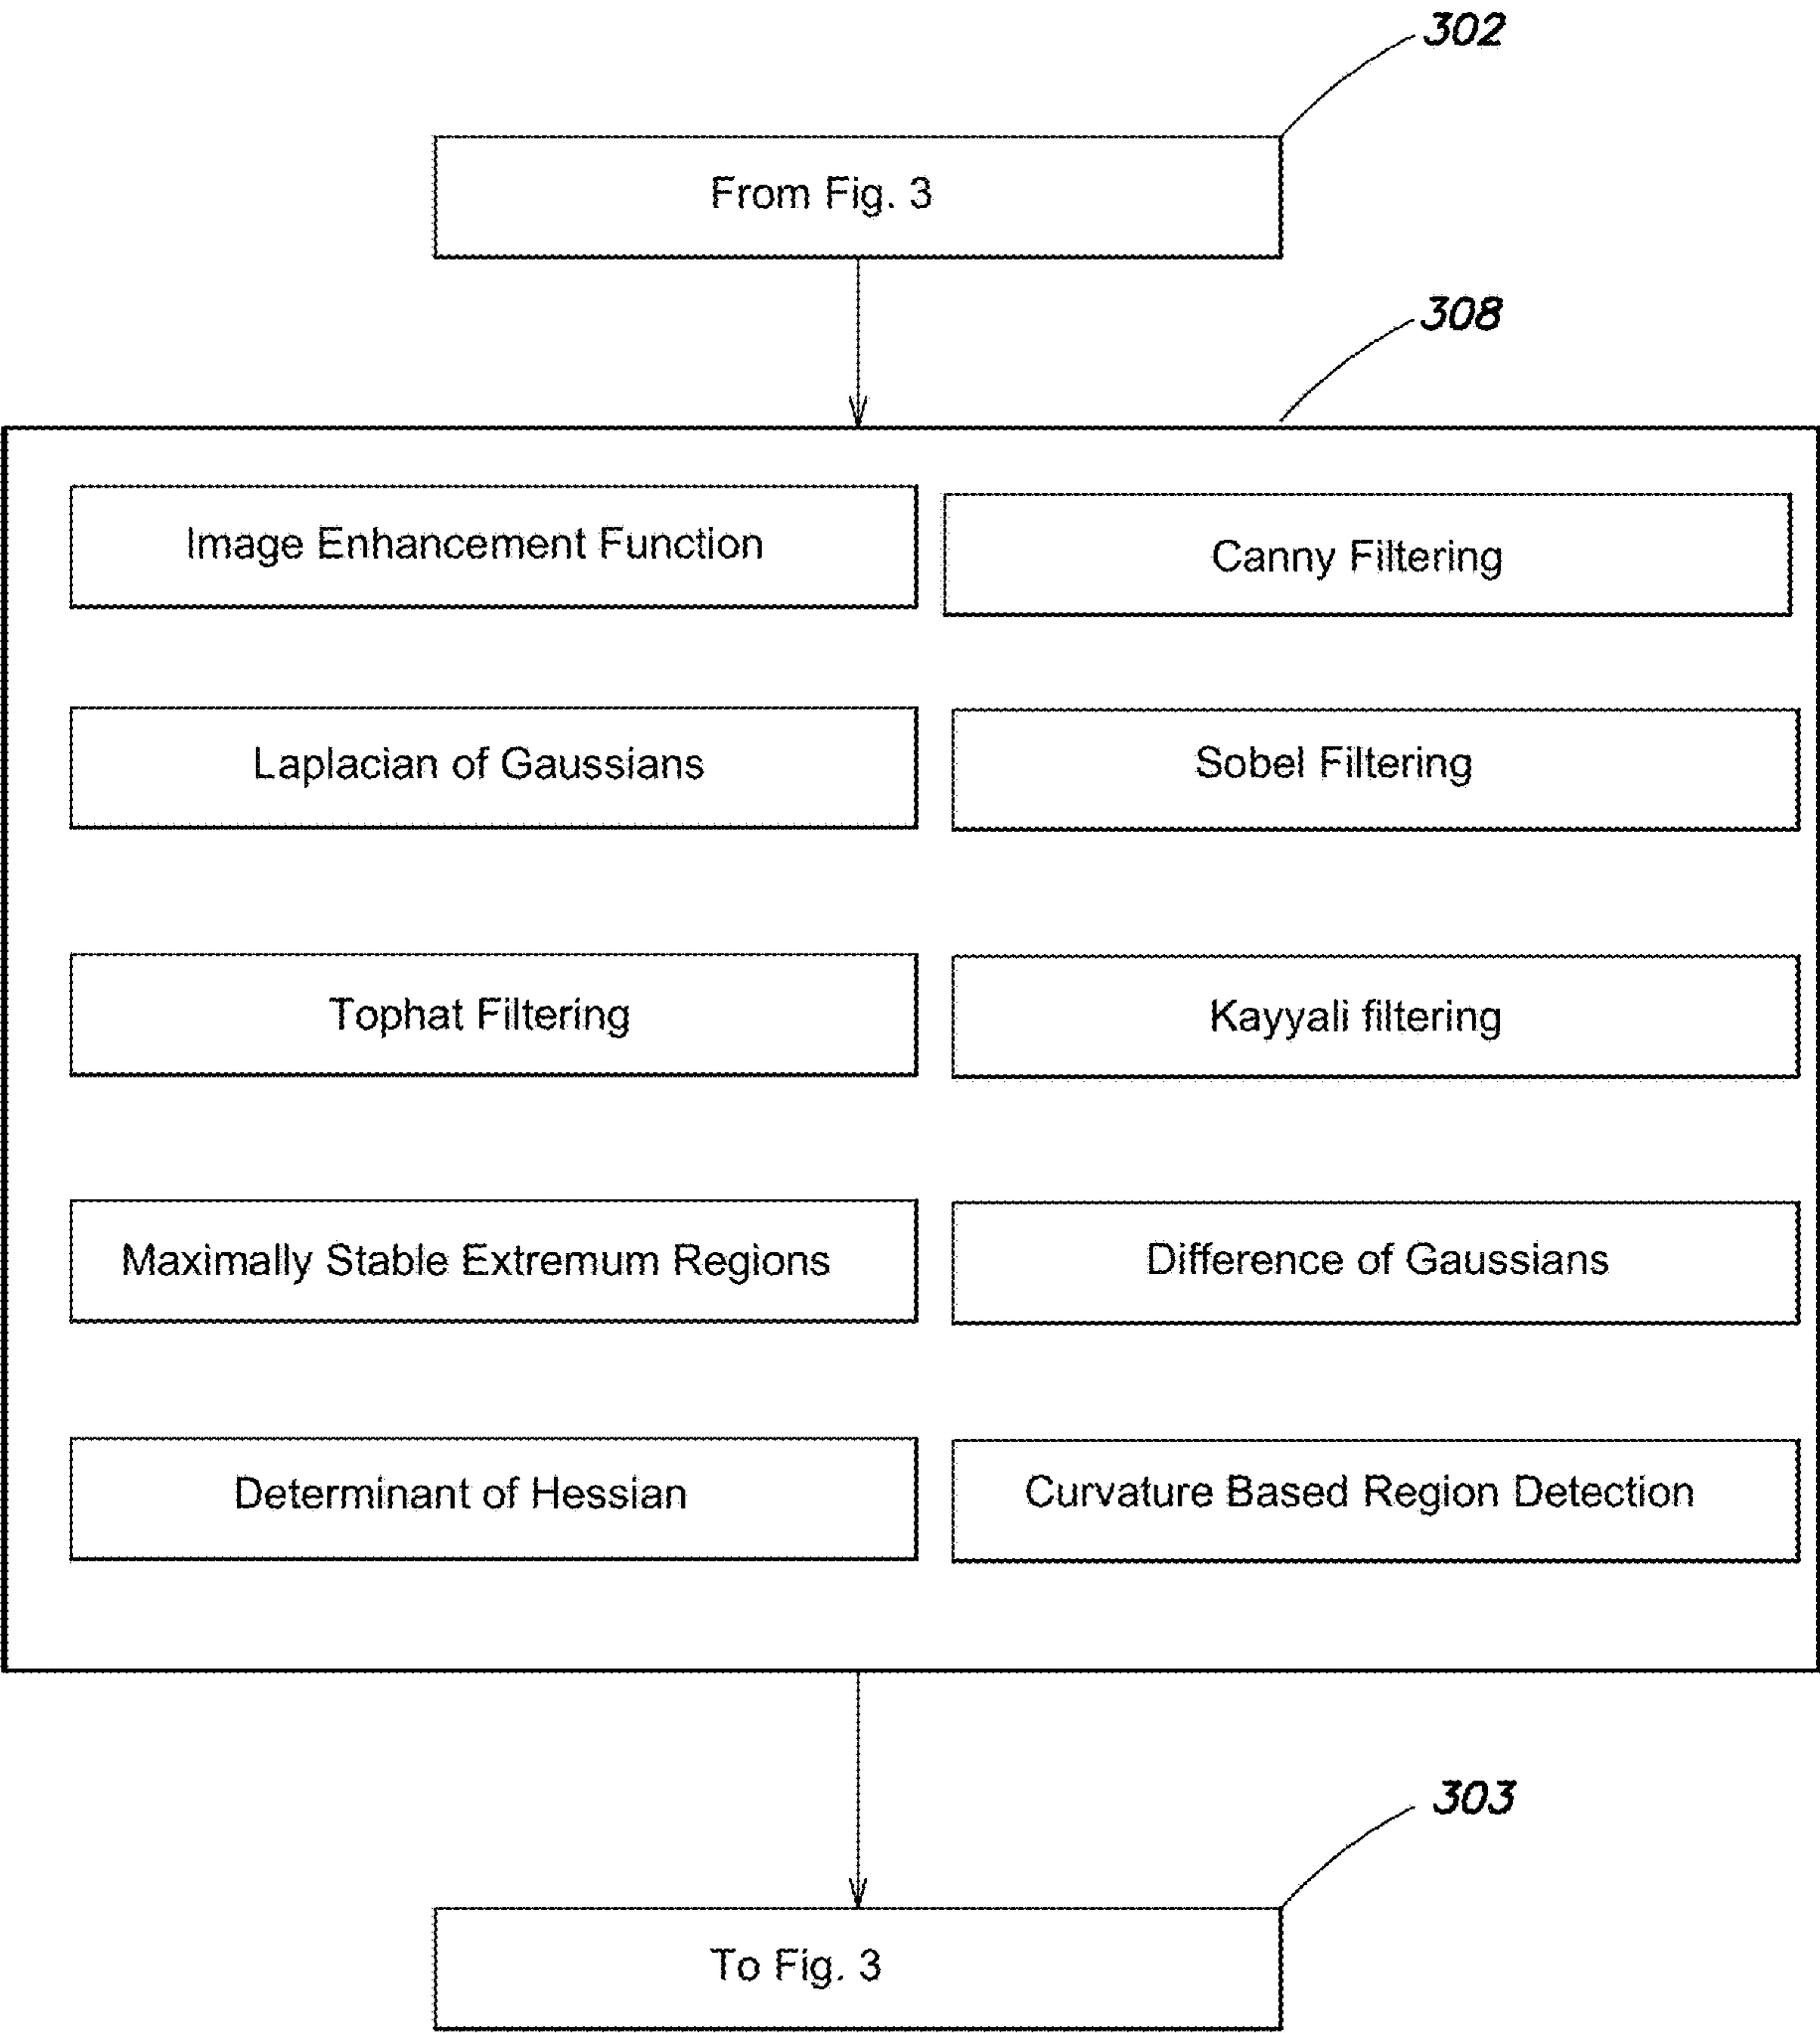 302
From Fig. 3
308
Image Enhancement Function
Canny Filtering
Laplacian of Gaussians
Sobel Filtering
Tophat Filtering
Kayyali filtering
Maximally Stable Extremum Regions
Difference of Gaussians
Determinant of Hessian
Curvature Based Region Detection
303
To Fig. 3